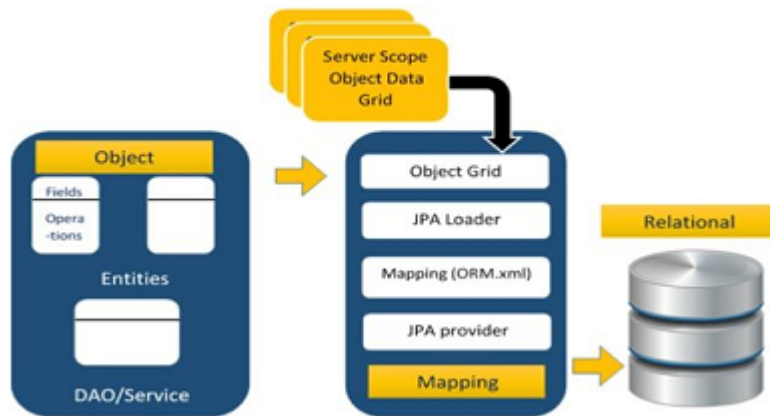 Server Scope
Object Data
Grid
Object
Fields
Opera
-tions
Entities
DAO/Service
Object Grid
JPA Loader
Mapping (ORM.xml)
JPA provider
Mapping
Relational